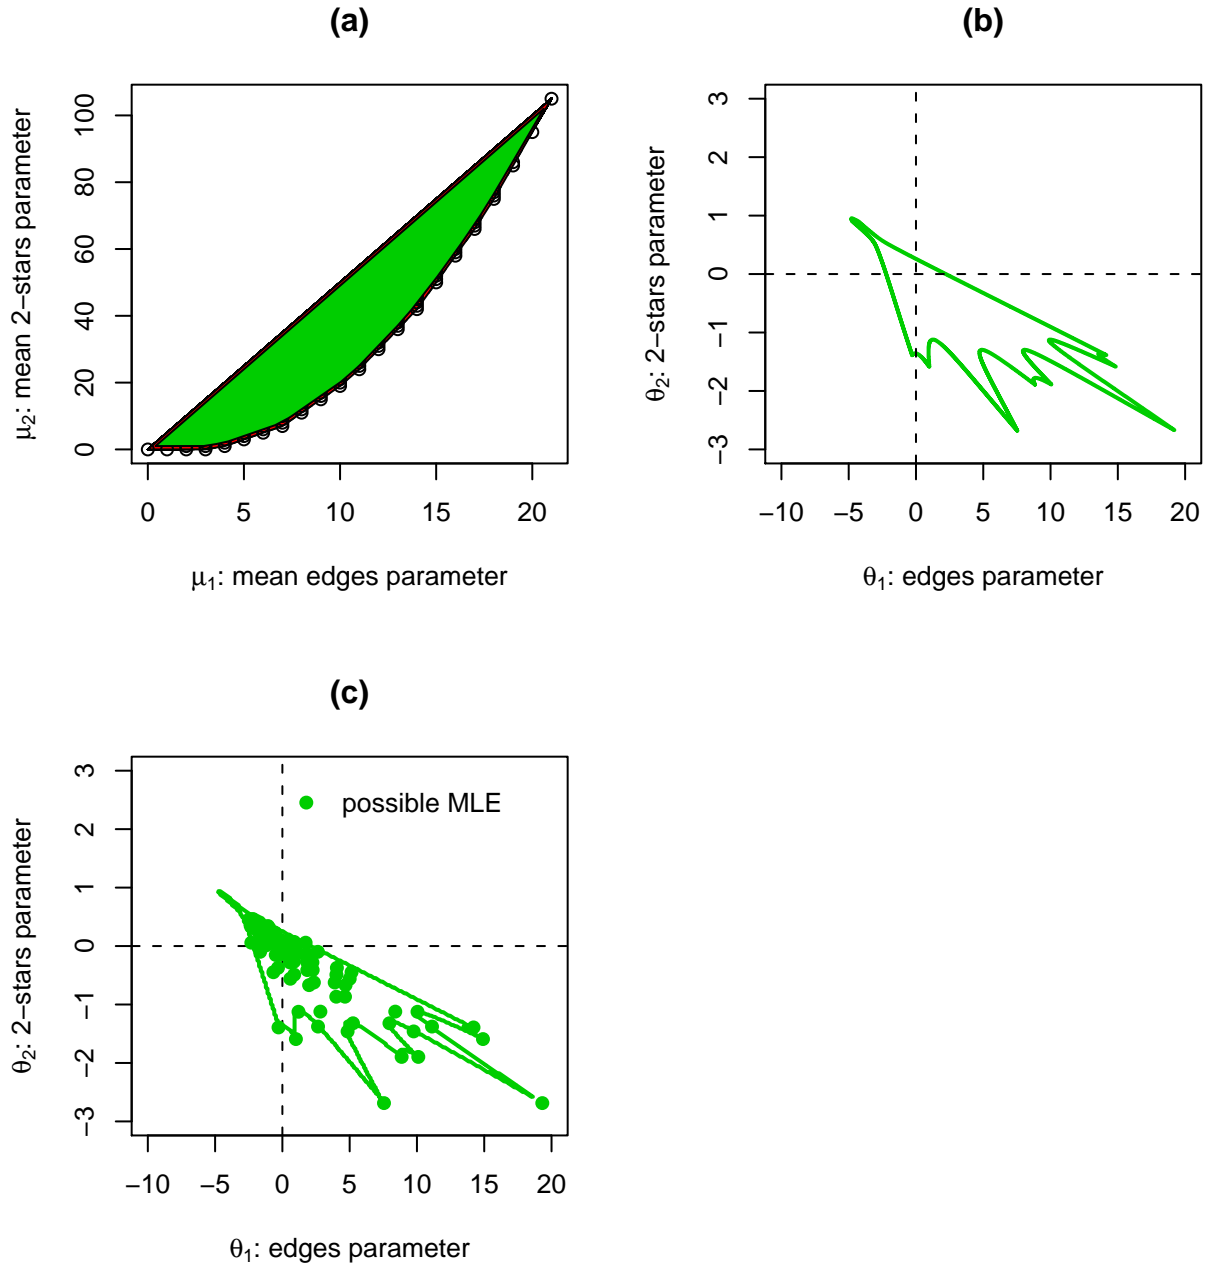 (a)
μ2: mean 2−stars parameter
100
80
60
40
20
0
0 5 10 15 20
μ1: mean edges parameter
(b)
θ2: 2−stars parameter
3
2
1
0
−1
−2
−3
−10 −5 0 5 10 15 20
θ1: edges parameter
(c)
θ2: 2−stars parameter
3
2
1
0
−1
−2
−3
possible MLE
−10 −5 0 5 10 15 20
θ1: edges parameter